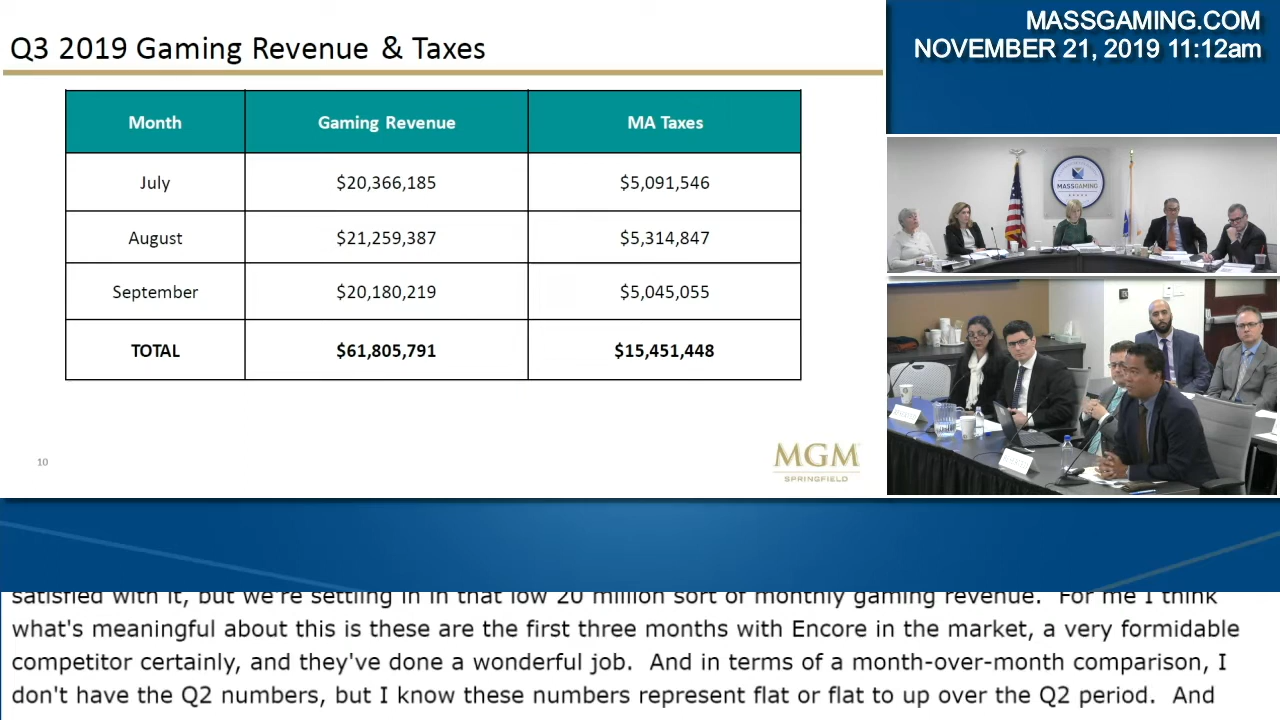 Q3 2019 Gaming Revenue & Taxes
Month Gaming Revenue MA Taxes
July $20,366,185 $5,091,546
August $21,259,387 $5,314,847
September $20,180,219 $5,045,055
TOTAL $61,805,791 $15,451,448
10
MGM
SPRINGFIELD
MASSGAMING.COM
NOVEMBER 21, 2019 11:12am
MASSGAMING
satisfied with it, but we're settling in in that low 20 million sort of monthly gaming revenue. For me I think
what's meaningful about this is these are the first three months with Encore in the market, a very formidable
competitor certainly, and they've done a wonderful job. And in terms of a month-over-month comparison, I
don't have the Q2 numbers, but I know these numbers represent flat or flat to up over the Q2 period. And